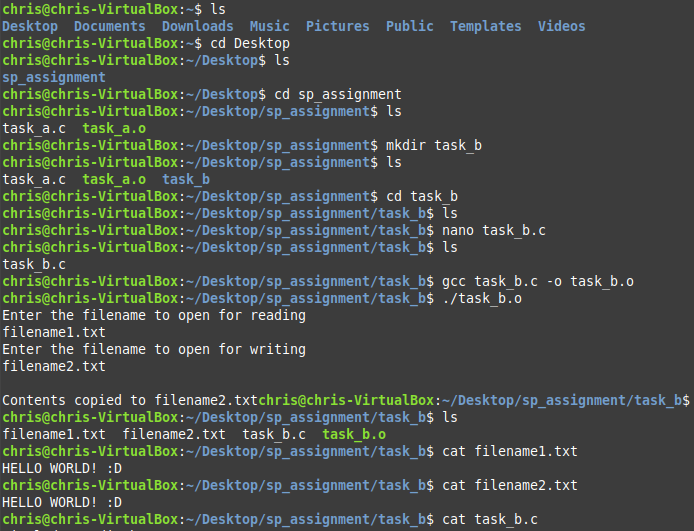 chris@chris-VirtualBox:~$ ls
Desktop  Documents  Downloads  Music  Pictures  Public  Templates  Videos
chris@chris-VirtualBox:~$ cd Desktop
chris@chris-VirtualBox:~/Desktop$ ls
sp_assignment
chris@chris-VirtualBox:~/Desktop$ cd sp_assignment
chris@chris-VirtualBox:~/Desktop/sp_assignment$ ls
task_a.c  task_a.o
chris@chris-VirtualBox:~/Desktop/sp_assignment$ mkdir task_b
chris@chris-VirtualBox:~/Desktop/sp_assignment$ ls
task_a.c  task_a.o  task_b
chris@chris-VirtualBox:~/Desktop/sp_assignment$ cd task_b
chris@chris-VirtualBox:~/Desktop/sp_assignment/task_b$ ls
chris@chris-VirtualBox:~/Desktop/sp_assignment/task_b$ nano task_b.c
chris@chris-VirtualBox:~/Desktop/sp_assignment/task_b$ ls
task_b.c
chris@chris-VirtualBox:~/Desktop/sp_assignment/task_b$ gcc task_b.c -o task_b.o
chris@chris-VirtualBox:~/Desktop/sp_assignment/task_b$ ./task_b.o
Enter the filename to open for reading
filename1.txt
Enter the filename to open for writing
filename2.txt
Contents copied to filename2.txtchris@chris-VirtualBox:~/Desktop/sp_assignment/task_b$
chris@chris-VirtualBox:~/Desktop/sp_assignment/task_b$ ls
filename1.txt  filename2.txt  task_b.c  task_b.o
chris@chris-VirtualBox:~/Desktop/sp_assignment/task_b$ cat filename1.txt
HELLO WORLD! :D
chris@chris-VirtualBox:~/Desktop/sp_assignment/task_b$ cat filename2.txt
HELLO WORLD! :D
chris@chris-VirtualBox:~/Desktop/sp_assignment/task_b$ cat task_b.c